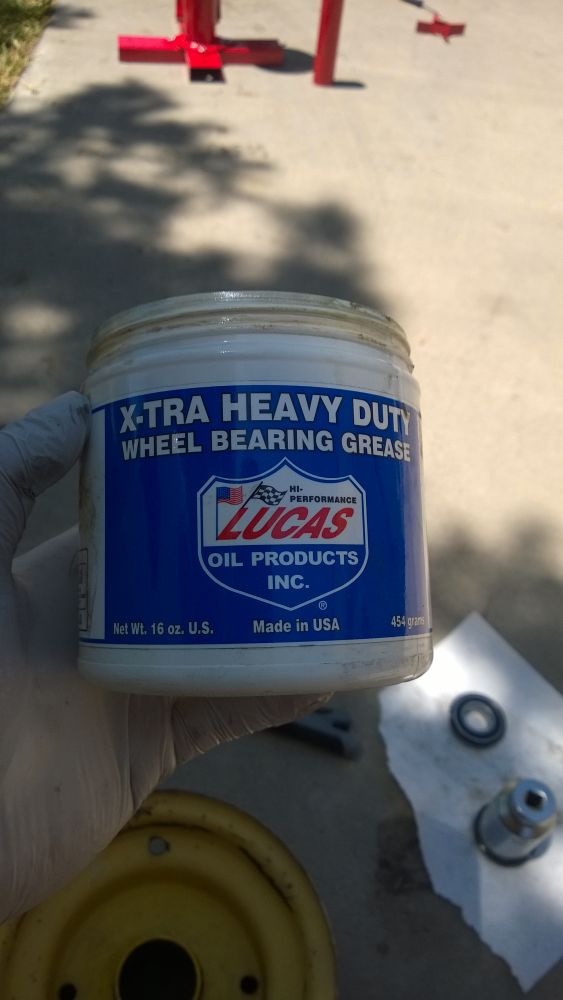 X-TRA HEAVY DUTY
WHEEL BEARING GREASE
HI-
PERFORMANCE
LUCAS
OIL PRODUCTS
INC.
®
Net Wt. 16 oz. U.S. Made in USA 454 grams